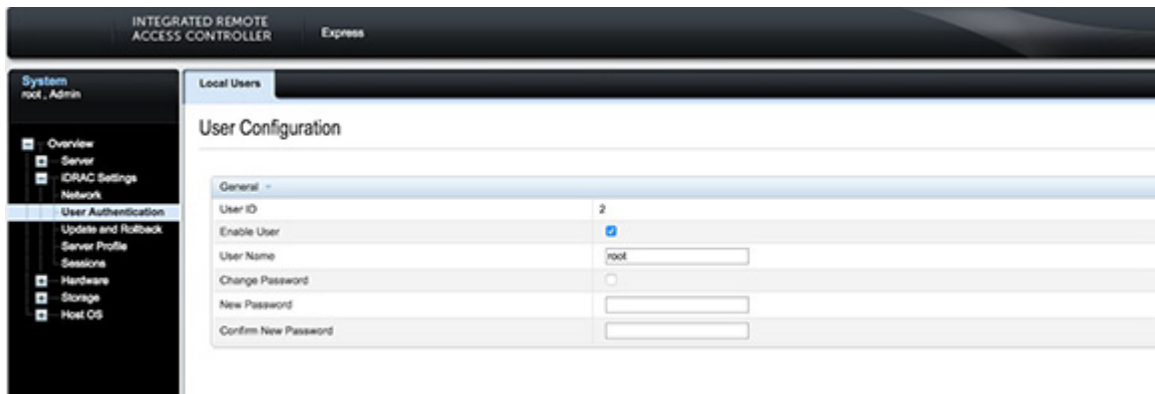 INTEGRATED REMOTE
ACCESS CONTROLLER
Express
System
root , Admin
Overview
Server
iDRAC Settings
Network
User Authentication
Update and Rollback
Server Profile
Sessions
Hardware
Storage
Host OS
Local Users
User Configuration
General
User ID 2
Enable User
User Name root
Change Password
New Password
Confirm New Password